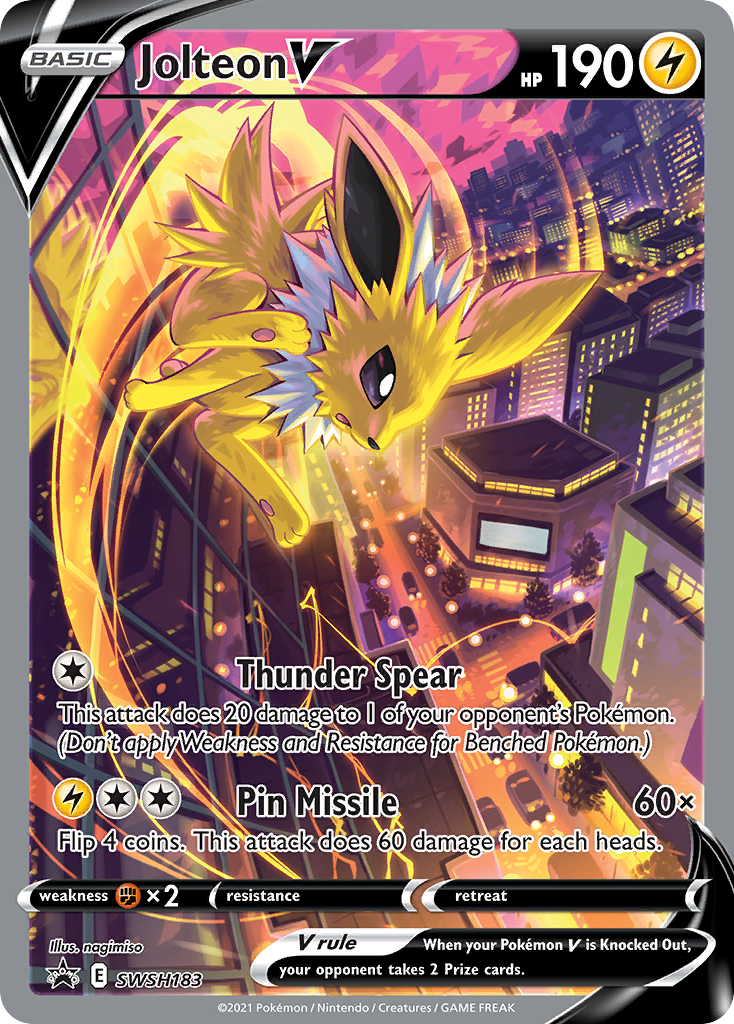 BASIC
Jolteon V
HP 190
Thunder Spear
This attack does 20 damage to 1 of your opponent's Pokémon.
(Don't apply Weakness and Resistance for Benched Pokémon.)
Pin Missile 60×
Flip 4 coins. This attack does 60 damage for each heads.
weakness ×2 resistance retreat
Illus. nagimiso
V rule When your Pokémon V is Knocked Out,
your opponent takes 2 Prize cards.
PROMO E SWSH183
©2021 Pokémon / Nintendo / Creatures / GAME FREAK